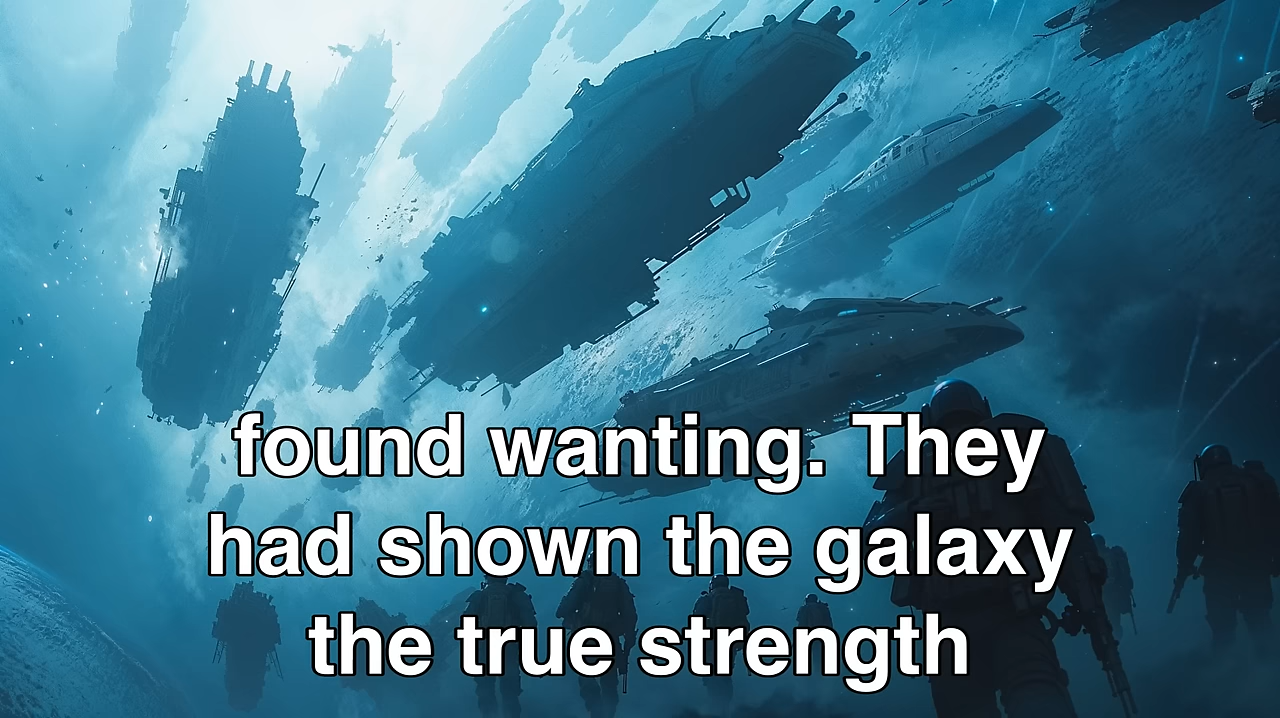 found wanting. They
had shown the galaxy
the true strength